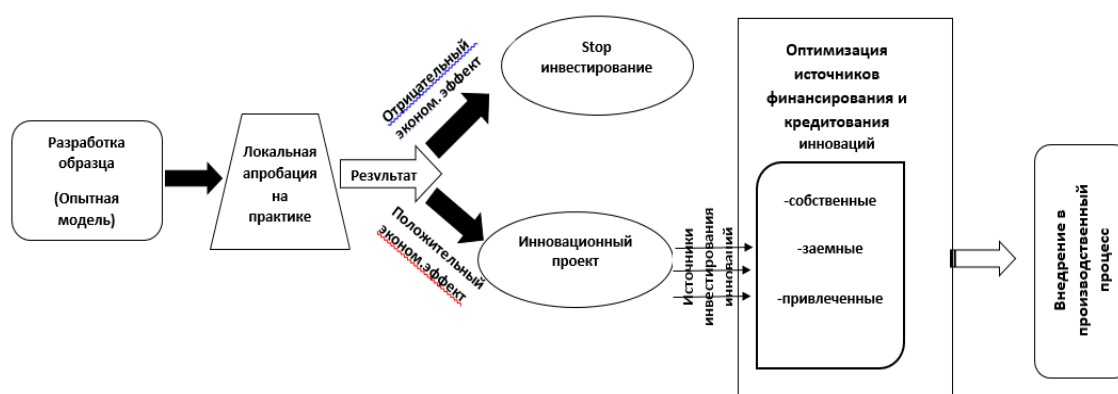 Разработка
образца
(Опытная
модель)
Локальная
апробация
на
практике
Результат
Отрицательный
эконом. эффект
Stop
инвестирование
Положительный
эконом.эффект
Инновационный
проект
Источники
инвестирования
инноваций
Оптимизация
источников
финансирования и
кредитования
инноваций
-собственные
-заемные
-привлеченные
Внедрение в
производственный
процесс